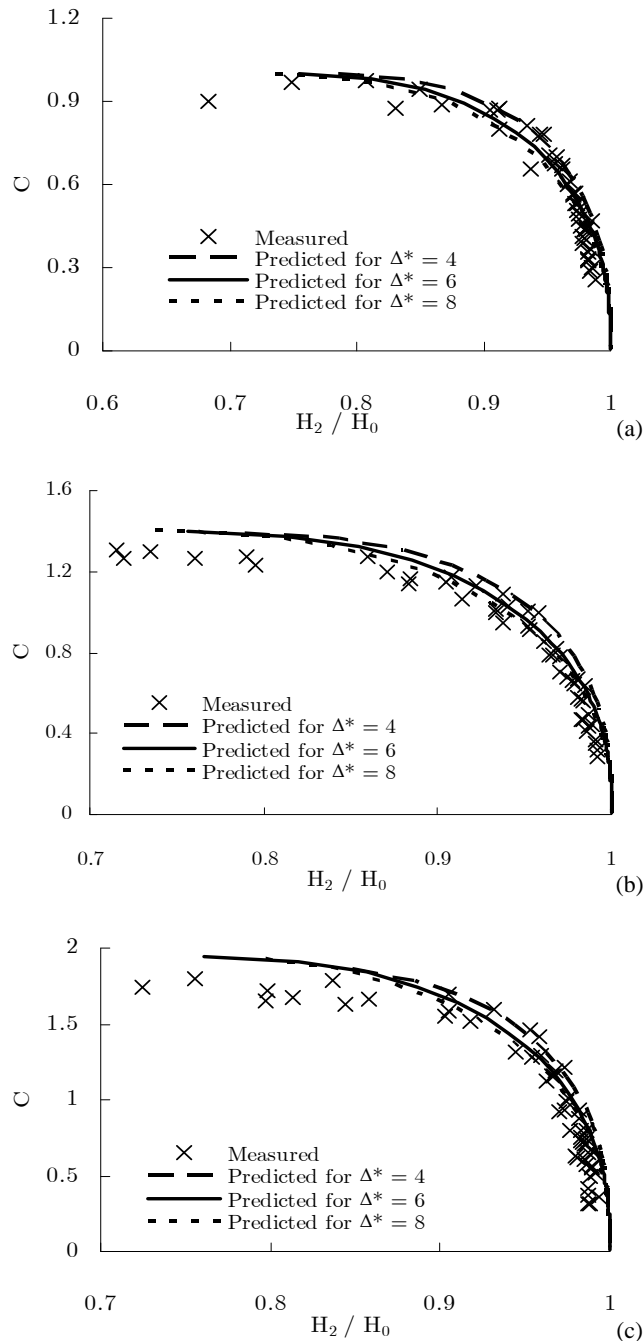 1.2
0.9
0.6
0.3
0
C
Measured
Predicted for Δ* = 4
Predicted for Δ* = 6
Predicted for Δ* = 8
0.6 0.7 0.8 0.9 1
H₂ / H₀
(a)
1.6
1.2
0.8
0.4
0
C
Measured
Predicted for Δ* = 4
Predicted for Δ* = 6
Predicted for Δ* = 8
0.7 0.8 0.9 1
H₂ / H₀
(b)
2
1.5
1
0.5
0
C
Measured
Predicted for Δ* = 4
Predicted for Δ* = 6
Predicted for Δ* = 8
0.7 0.8 0.9 1
H₂ / H₀
(c)